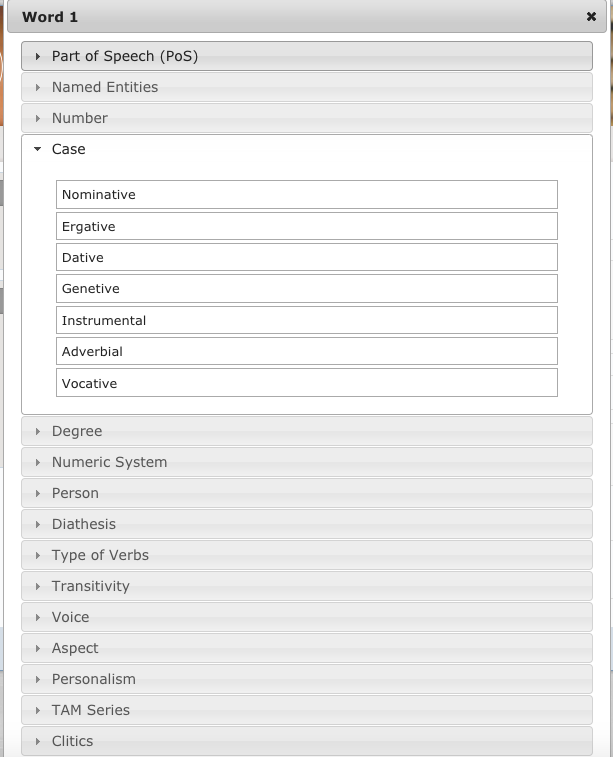 Word 1
Part of Speech (PoS)
Named Entities
Number
Case
Nominative
Ergative
Dative
Genetive
Instrumental
Adverbial
Vocative
Degree
Numeric System
Person
Diathesis
Type of Verbs
Transitivity
Voice
Aspect
Personalism
TAM Series
Clitics